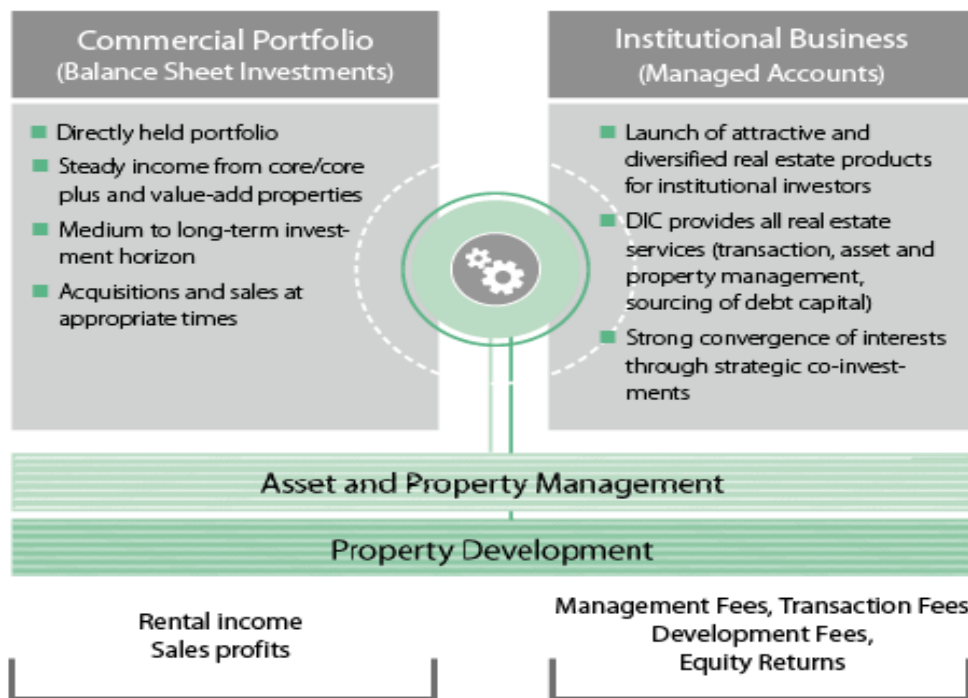 Commercial Portfolio
(Balance Sheet Investments)
Directly held portfolio
Steady income from core/core
plus and value-add properties
Medium to long-term invest-
ment horizon
Acquisitions and sales at
appropriate times
Institutional Business
(Managed Accounts)
Launch of attractive and
diversified real estate products
for institutional investors
DIC provides all real estate
services (transaction, asset and
property management,
sourcing of debt capital)
Strong convergence of interests
through strategic co-invest-
ments
Asset and Property Management
Property Development
Rental income
Sales profits
Management Fees, Transaction Fees
Development Fees,
Equity Returns